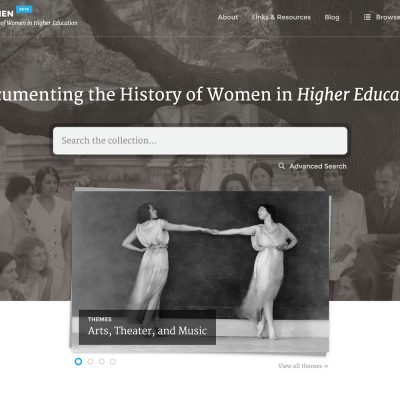 MEN BETA
of Women in Higher Education
About Links & Resources Blog Browse
cumenting the History of Women in Higher Educa
Search the collection...
Advanced Search
THEMES
Arts, Theater, and Music
View all themes »